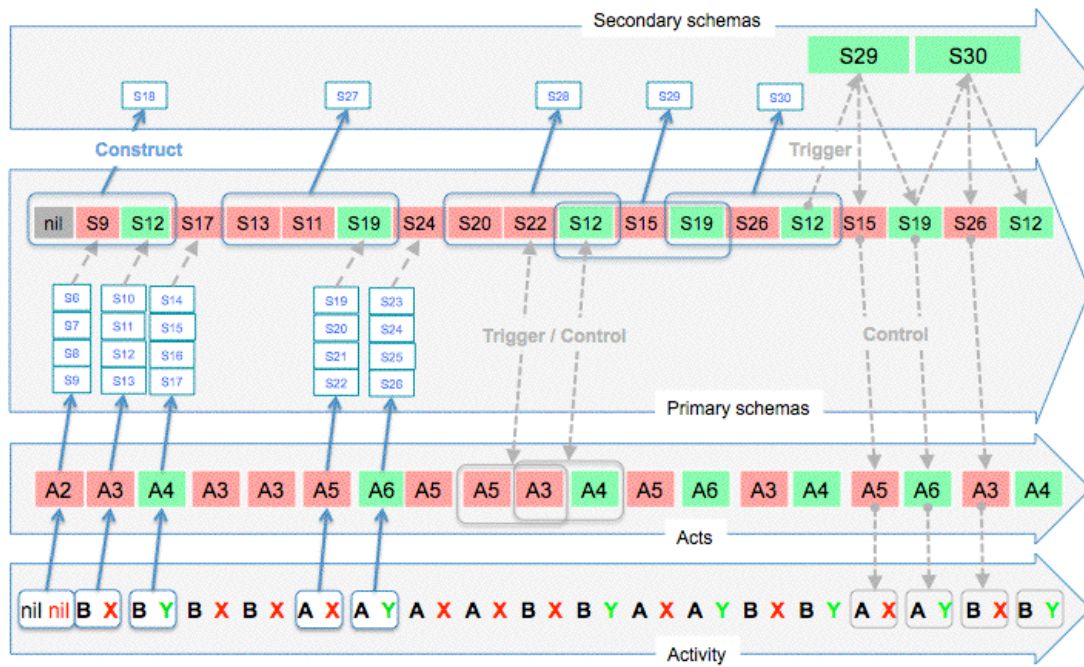 Secondary schemas
S29 S30
S18 S27 S28 S29 S30
Construct Trigger
nil S9 S12 S17 S13 S11 S19 S24 S20 S22 S12 S15 S19 S26 S12 S15 S19 S26 S12
S6 S10 S14 S19 S23
S7 S11 S15 S20 S24
S8 S12 S16 S21 S25
S9 S13 S17 S22 S26
Trigger / Control Control
Primary schemas
A2 A3 A4 A3 A3 A5 A6 A5 A5 A3 A4 A5 A6 A3 A4 A5 A6 A3 A4
Acts
nil nil B X B Y B X B X A X A Y A X A X B X B Y A X A Y B X B Y A X A Y B X B Y
Activity